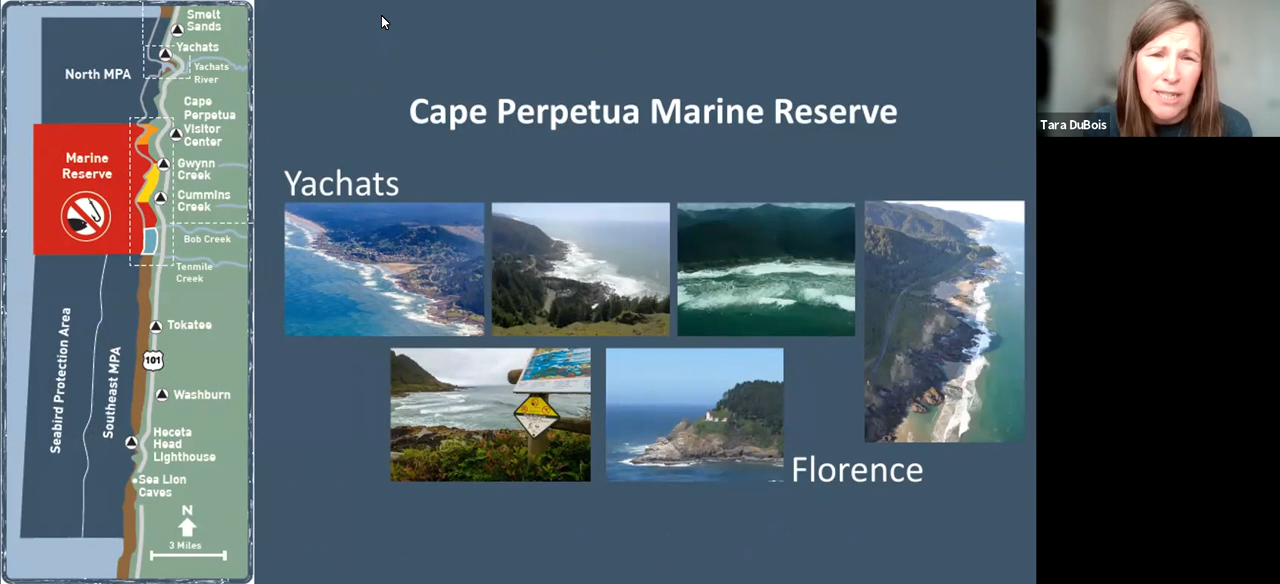 Smelt
Sands
Yachats
North MPA
Yachats
River
Cape
Perpetua
Visitor
Center
Marine
Reserve
Gwynn
Creek
Cummins
Creek
Bob Creek
Tenmile
Creek
Tokatee
Seabird Protection Area
Southeast MPA
101
Washburn
Heceta
Head
Lighthouse
Sea Lion
Caves
N
3 Miles
Cape Perpetua Marine Reserve
Yachats
Florence
Tara DuBois